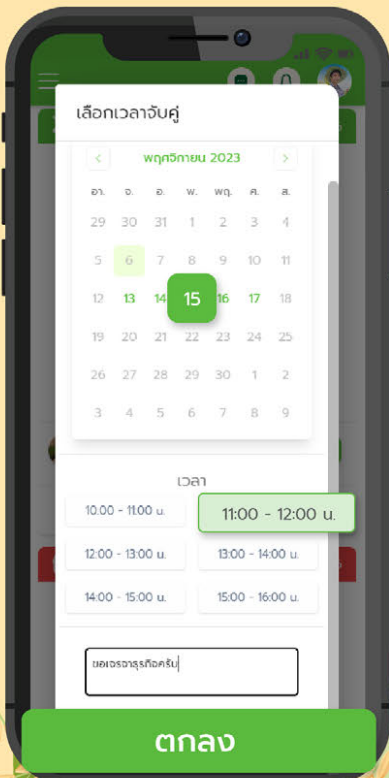 เลือกเวลาจับคู่
< พฤศจิกายน 2023 >
อา. จ. อ. พ. พฤ. ศ. ส.
29 30 31 1 2 3 4
5 6 7 8 9 10 11
12 13 14 15 16 17 18
19 20 21 22 23 24 25
26 27 28 29 30 1 2
3 4 5 6 7 8 9
เวลา
10:00 - 11:00 น. 11:00 - 12:00 น.
12:00 - 13:00 น. 13:00 - 14:00 น.
14:00 - 15:00 น. 15:00 - 16:00 น.
ขอเจรจาธุรกิจครับ
ตกลง